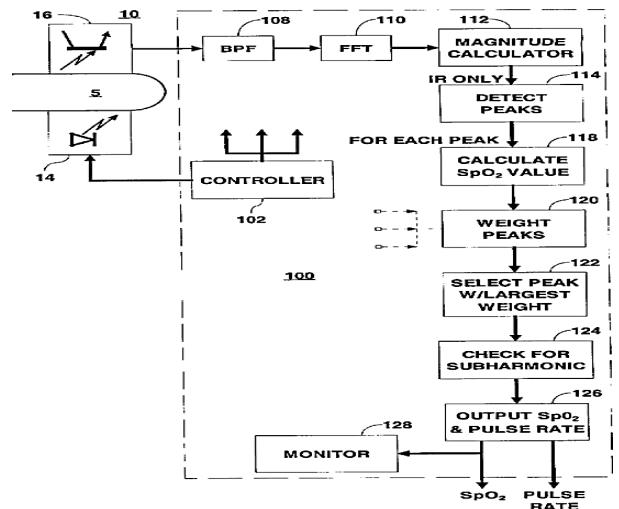 16
10
108
110
112
BPF
FFT
MAGNITUDE
CALCULATOR
IR ONLY
114
5
DETECT
PEAKS
FOR EACH PEAK
118
14
CONTROLLER
102
CALCULATE
SpO₂ VALUE
120
WEIGHT
PEAKS
122
100
SELECT PEAK
W/LARGEST
WEIGHT
124
CHECK FOR
SUBHARMONIC
126
OUTPUT SpO₂
& PULSE RATE
128
MONITOR
SpO₂
PULSE
RATE